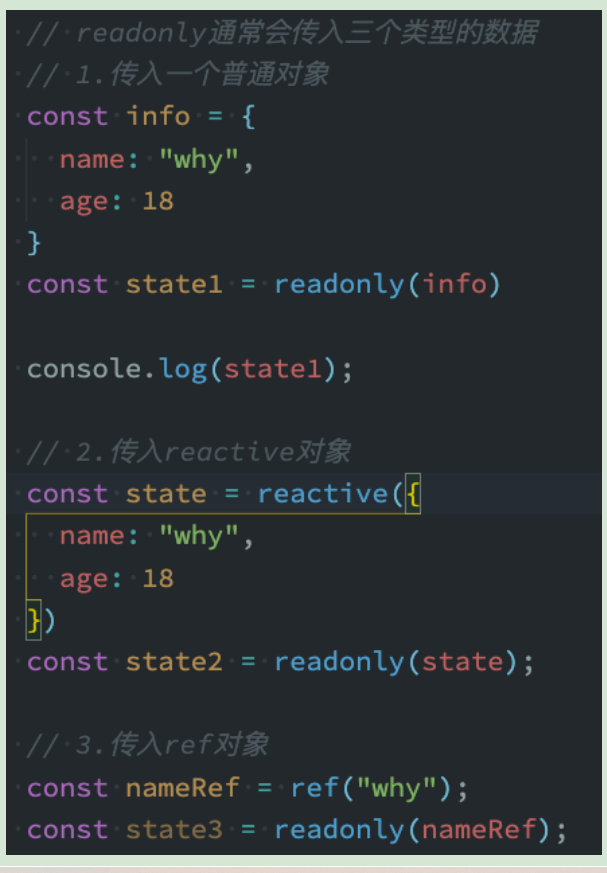 // readonly通常会传入三个类型的数据
// 1.传入一个普通对象
const info = {
  name: "why",
  age: 18
}
const state1 = readonly(info)
console.log(state1);
// 2.传入reactive对象
const state = reactive({
  name: "why",
  age: 18
})
const state2 = readonly(state);
// 3.传入ref对象
const nameRef = ref("why");
const state3 = readonly(nameRef);